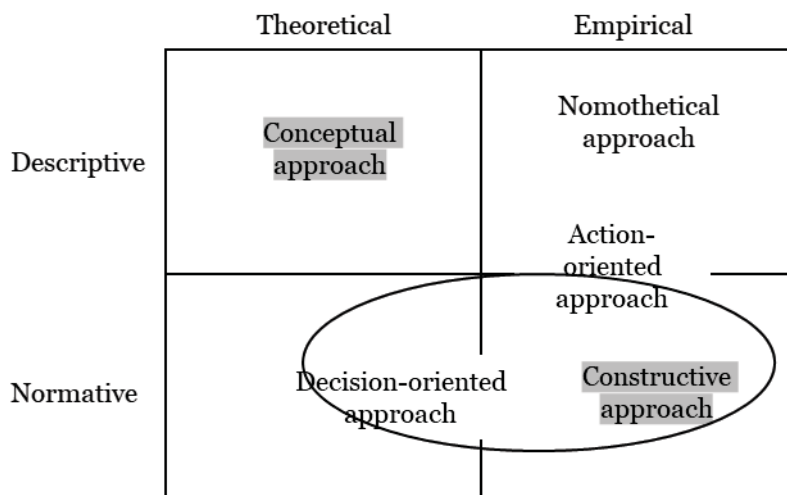 Theoretical
Empirical
Descriptive
Conceptual
approach
Nomothetical
approach
Action-
oriented
approach
Normative
Decision-oriented
approach
Constructive
approach